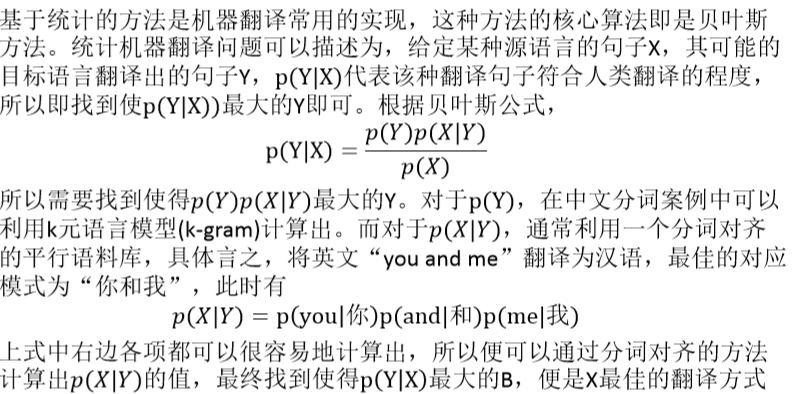 基于统计的方法是机器翻译常用的实现，这种方法的核心算法即是贝叶斯
方法。统计机器翻译问题可以描述为，给定某种源语言的句子X，其可能的
目标语言翻译出的句子Y，p(Y|X)代表该种翻译句子符合人类翻译的程度，
所以即找到使p(Y|X))最大的Y即可。根据贝叶斯公式，
p(Y|X) = p(Y)p(X|Y) / p(X)
所以需要找到使得p(Y)p(X|Y)最大的Y。对于p(Y)，在中文分词案例中可以
利用k元语言模型(k-gram)计算出。而对于p(X|Y)，通常利用一个分词对齐
的平行语料库，具体言之，将英文“you and me”翻译为汉语，最佳的对应
模式为“你和我”，此时有
p(X|Y) = p(you|你)p(and|和)p(me|我)
上式中右边各项都可以很容易地计算出，所以便可以通过分词对齐的方法
计算出p(X|Y)的值，最终找到使得p(Y|X)最大的B，便是X最佳的翻译方式